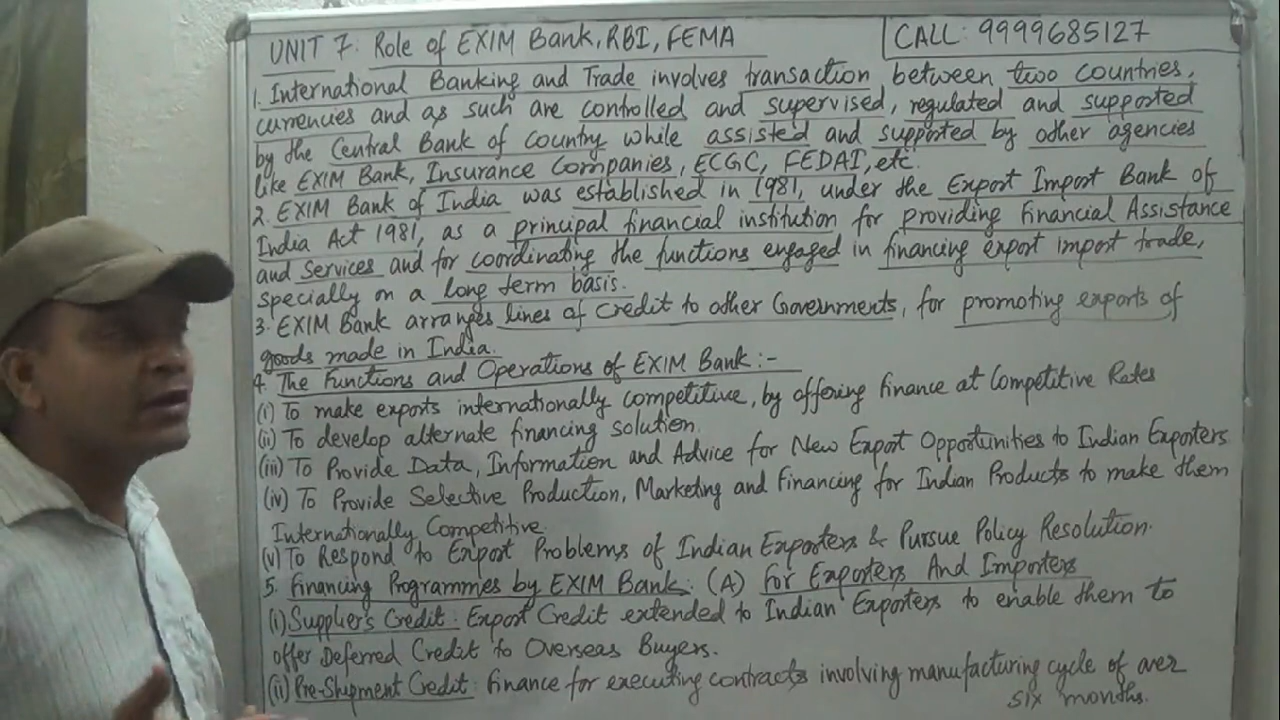 UNIT 7. Role of EXIM Bank, RBI, FEMA
CALL: 9999685127
1. International Banking and Trade involves transaction between two countries,
currencies and as such are controlled and supervised, regulated and supported
by the Central Bank of Country while assisted and supported by other agencies
like EXIM Bank, Insurance Companies, ECGC, FEDAI, etc.
2. EXIM Bank of India was established in 1981, under the Export Import Bank of
India Act 1981, as a principal financial institution for providing Financial Assistance
and Services and for coordinating the functions engaged in financing export import trade,
specially on a long term basis.
3. EXIM Bank arranges lines of credit to other Governments, for promoting exports of
goods made in India.
4. The Functions and Operations of EXIM Bank:-
(i) To make exports internationally competitive, by offering finance at Competitive Rates
(ii) To develop alternate financing solution.
(iii) To Provide Data, Information and Advice for New Export Opportunities to Indian Exporters
(iv) To Provide Selective Production, Marketing and Financing for Indian Products to make them
Internationally Competitive.
(v) To Respond to Export Problems of Indian Exporters & Pursue Policy Resolution.
5. Financing Programmies by EXIM Bank: (A) For Exporters And Importers
(i) Supplier's Credit: Export Credit extended to Indian Exporters to enable them to
offer Deferred Credit to Overseas Buyers.
(ii) Pre-Shipment Credit: Finance for executing contracts involving manufacturing cycle of over
six months.